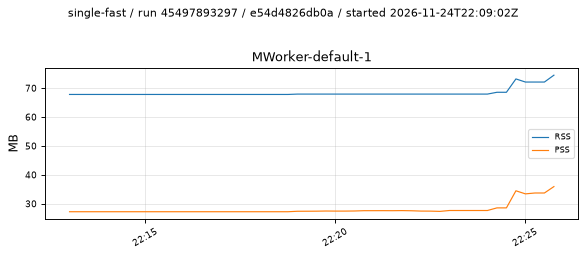 single-fast / run 45497893297 / e54d4826db0a / started 2026-11-24T22:09:02Z
MWorker-default-1
MB
70
60
50
40
30
RSS
PSS
22:15
22:20
22:25